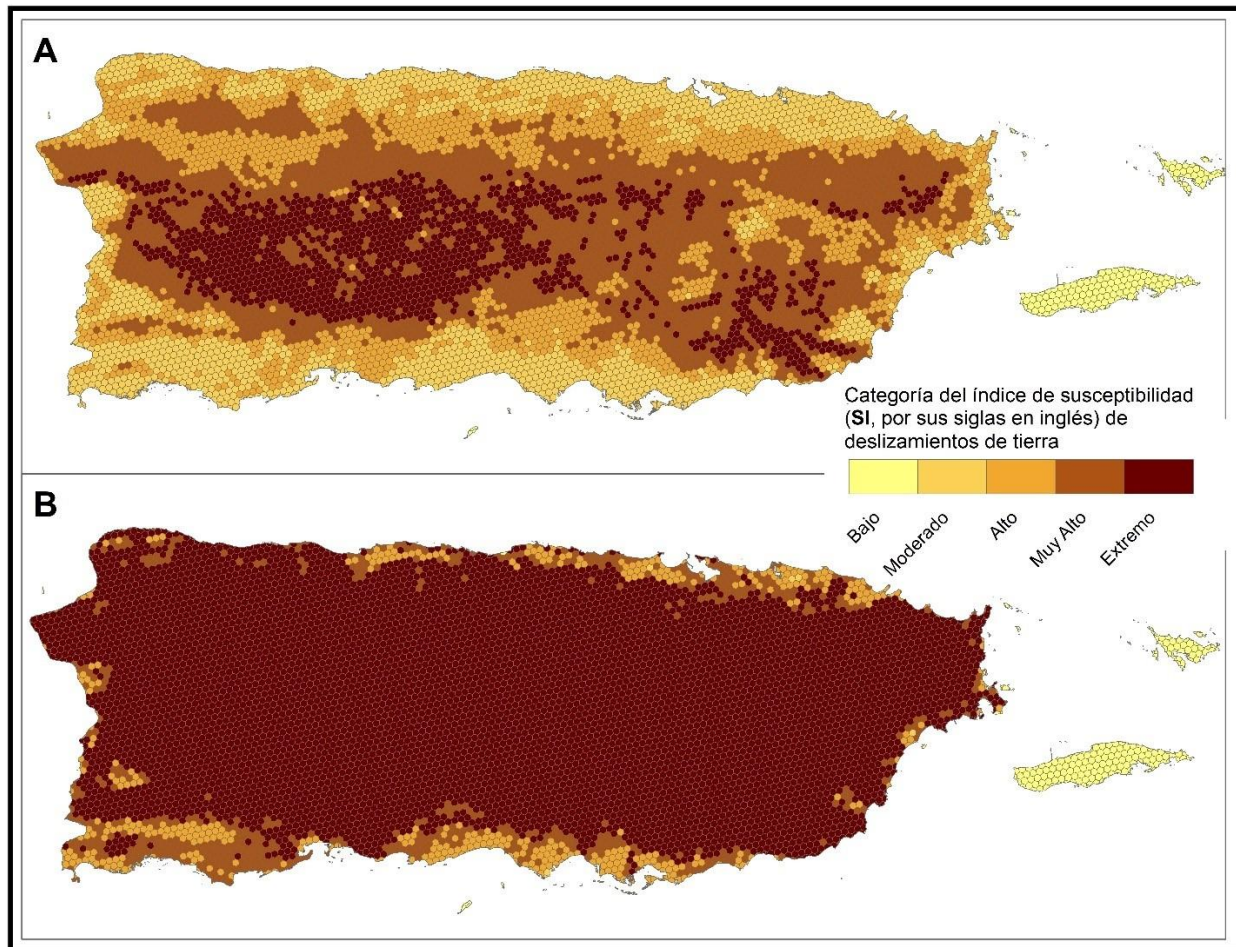 A
Categoría del índice de susceptibilidad
(SI, por sus siglas en inglés) de
deslizamientos de tierra
Bajo
Moderado
Alto
Muy Alto
Extremo
B